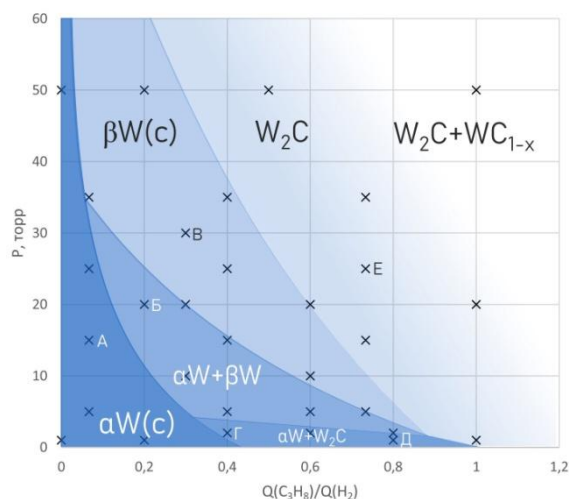 60
50
40
30
20
10
0
P, торр
βW(c)
W₂C
W₂C+WC₁₋ₓ
В
Е
Б
А
αW+βW
αW(c)
Г
αW+W₂C
Д
0
0,2
0,4
0,6
0,8
1
1,2
Q(C₃H₈)/Q(H₂)